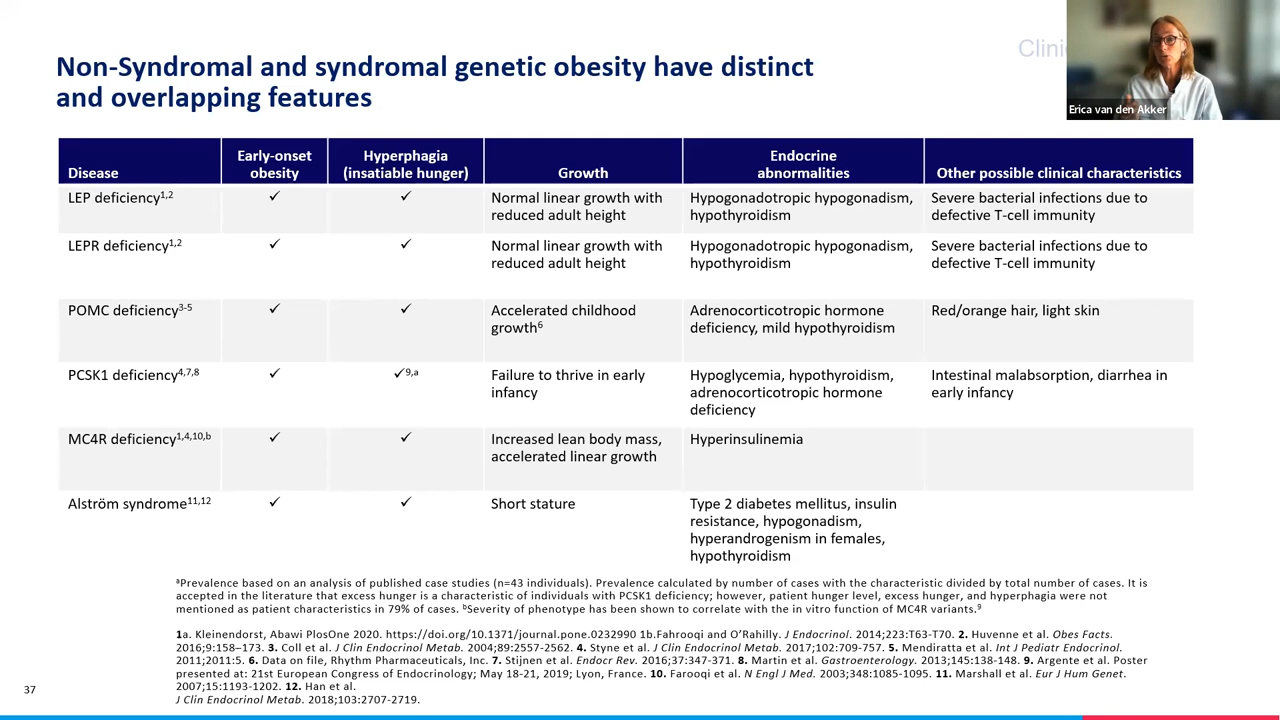 Clinic
Erica van den Akker
Non-Syndromal and syndromal genetic obesity have distinct
and overlapping features
Disease
Early-onset
obesity
Hyperphagia
(insatiable hunger)
Growth
Endocrine
abnormalities
Other possible clinical characteristics
LEP deficiency1,2
✓
✓
Normal linear growth with
reduced adult height
Hypogonadotropic hypogonadism,
hypothyroidism
Severe bacterial infections due to
defective T-cell immunity
LEPR deficiency1,2
✓
✓
Normal linear growth with
reduced adult height
Hypogonadotropic hypogonadism,
hypothyroidism
Severe bacterial infections due to
defective T-cell immunity
POMC deficiency3-5
✓
✓
Accelerated childhood
growth6
Adrenocorticotropic hormone
deficiency, mild hypothyroidism
Red/orange hair, light skin
PCSK1 deficiency4,7,8
✓
✓9,a
Failure to thrive in early
infancy
Hypoglycemia, hypothyroidism,
adrenocorticotropic hormone
deficiency
Intestinal malabsorption, diarrhea in
early infancy
MC4R deficiency1,4,10,b
✓
✓
Increased lean body mass,
accelerated linear growth
Hyperinsulinemia
Alström syndrome11,12
✓
✓
Short stature
Type 2 diabetes mellitus, insulin
resistance, hypogonadism,
hyperandrogenism in females,
hypothyroidism
aPrevalence based on an analysis of published case studies (n=43 individuals). Prevalence calculated by number of cases with the characteristic divided by total number of cases. It is
accepted in the literature that excess hunger is a characteristic of individuals with PCSK1 deficiency; however, patient hunger level, excess hunger, and hyperphagia were not
mentioned as patient characteristics in 79% of cases. bSeverity of phenotype has been shown to correlate with the in vitro function of MC4R variants.9
1a. Kleinendorst, Abawi PlosOne 2020. https://doi.org/10.1371/journal.pone.0232990 1b.Fahrooqi and O'Rahilly. J Endocrinol. 2014;223:T63-T70. 2. Huvenne et al. Obes Facts.
2016;9:158–173. 3. Coll et al. J Clin Endocrinol Metab. 2004;89:2557-2562. 4. Styne et al. J Clin Endocrinol Metab. 2017;102:709-757. 5. Mendiratta et al. Int J Pediatr Endocrinol.
2011;2011:5. 6. Data on file, Rhythm Pharmaceuticals, Inc. 7. Stijnen et al. Endocr Rev. 2016;37:347-371. 8. Martin et al. Gastroenterology. 2013;145:138-148. 9. Argente et al. Poster
presented at: 21st European Congress of Endocrinology; May 18-21, 2019; Lyon, France. 10. Farooqi et al. N Engl J Med. 2003;348:1085-1095. 11. Marshall et al. Eur J Hum Genet.
2007;15:1193-1202. 12. Han et al.
J Clin Endocrinol Metab. 2018;103:2707-2719.
37